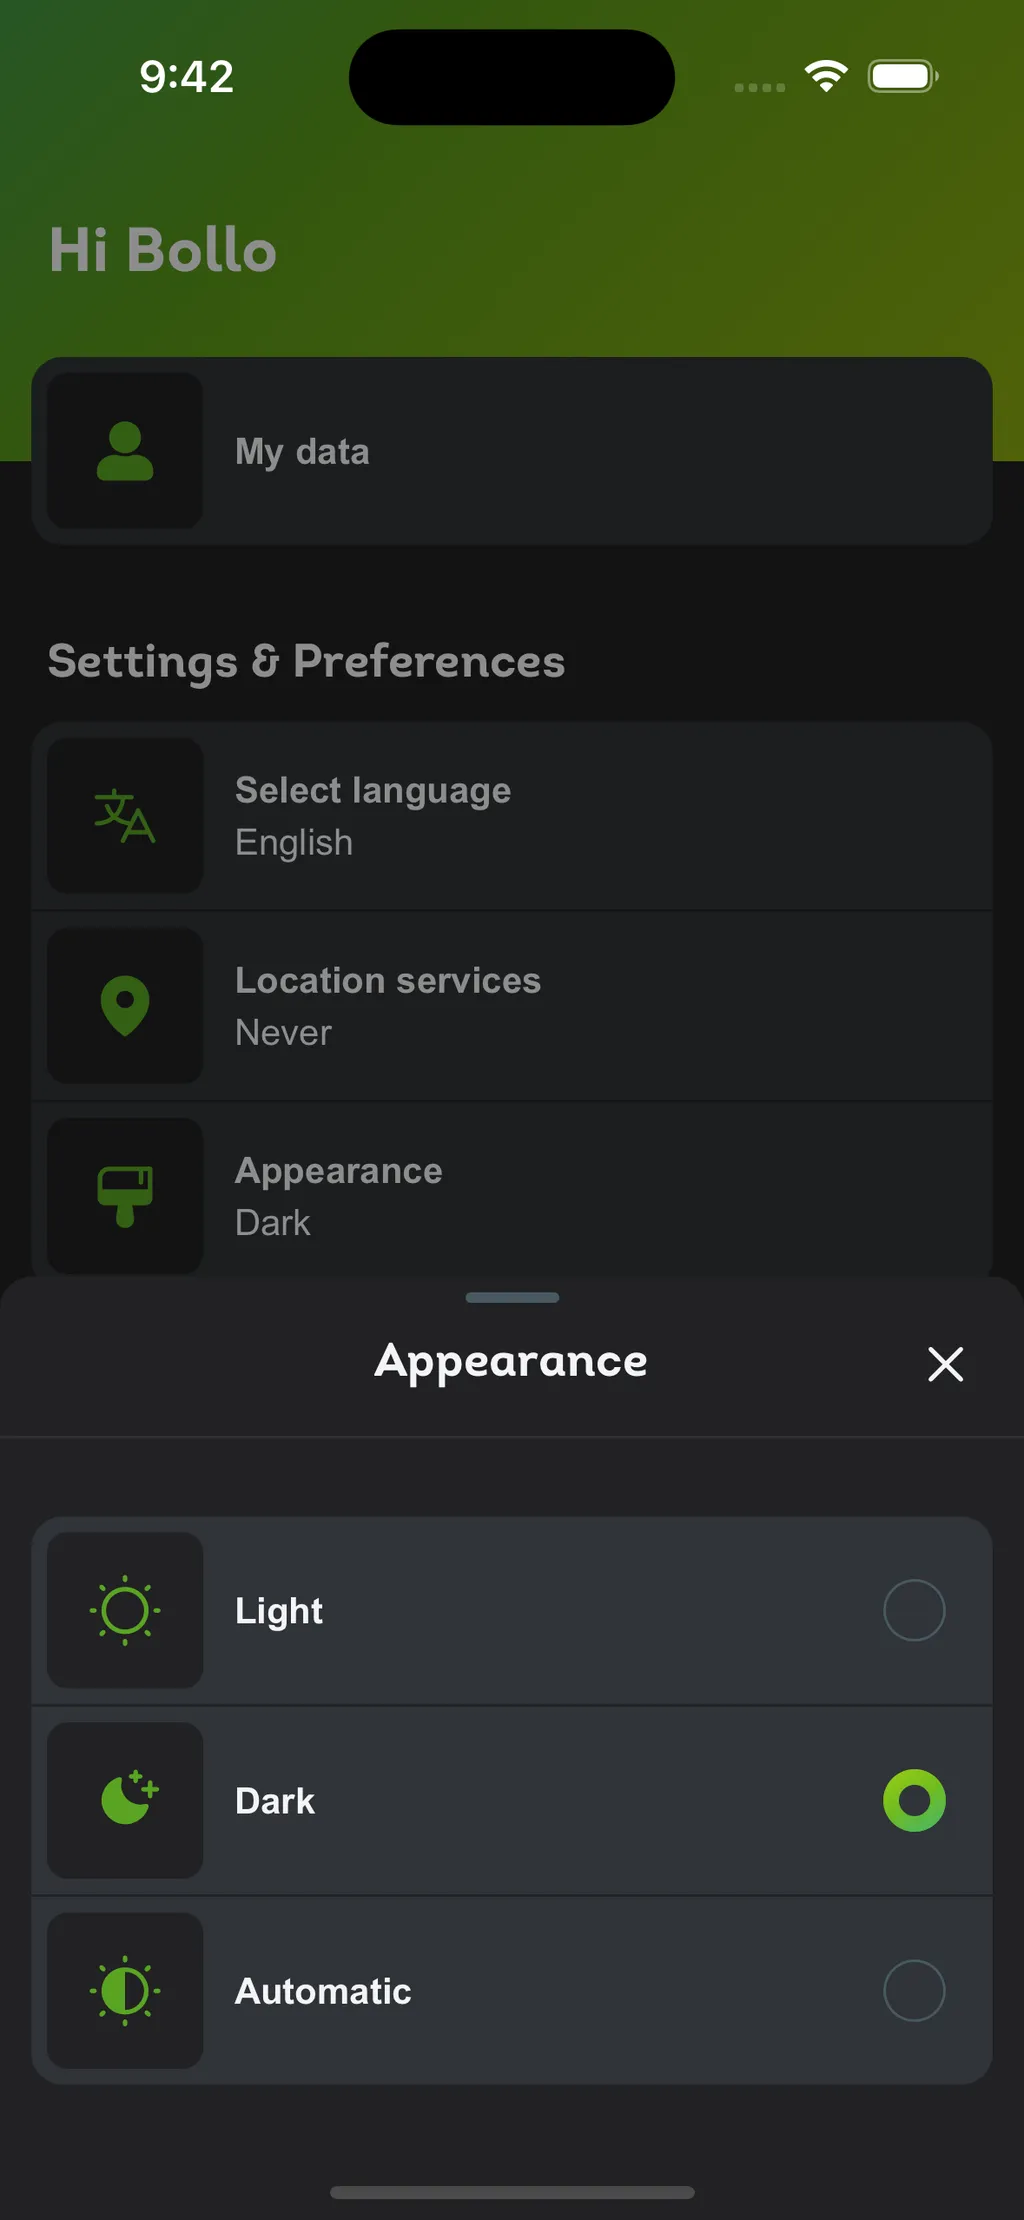 9:42
Hi Bollo
My data
Settings & Preferences
Select language
English
Location services
Never
Appearance
Dark
Appearance
Light
Dark
Automatic